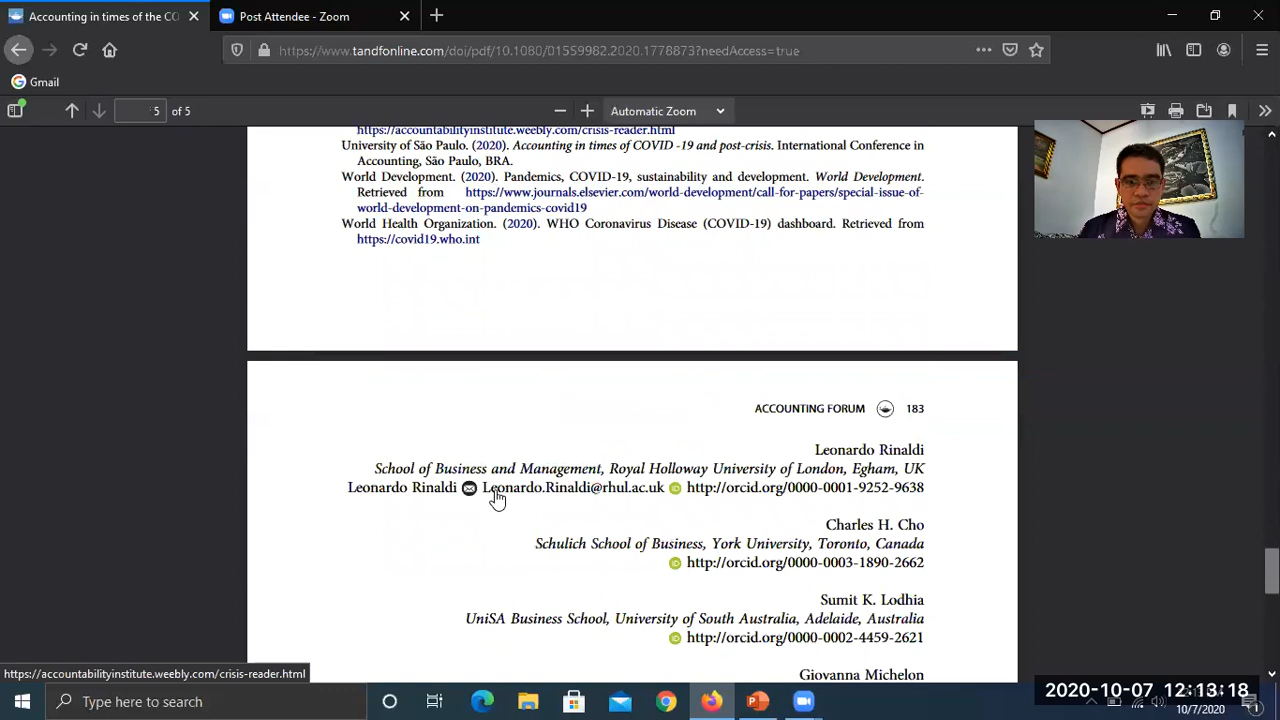 Accounting in times of the CO
Post Attendee - Zoom
https://www.tandfonline.com/doi/pdf/10.1080/01559982.2020.1778873?needAccess=true
Gmail
5 of 5
Automatic Zoom
https://accountabilityinstitute.weebly.com/crisis-reader.html
University of São Paulo. (2020). Accounting in times of COVID -19 and post-crisis. International Conference in
Accounting, São Paulo, BRA.
World Development. (2020). Pandemics, COVID-19, sustainability and development. World Development.
Retrieved from https://www.journals.elsevier.com/world-development/call-for-papers/special-issue-of-
world-development-on-pandemics-covid19
World Health Organization. (2020). WHO Coronavirus Disease (COVID-19) dashboard. Retrieved from
https://covid19.who.int
ACCOUNTING FORUM 183
Leonardo Rinaldi
School of Business and Management, Royal Holloway University of London, Egham, UK
Leonardo Rinaldi Leonardo.Rinaldi@rhul.ac.uk http://orcid.org/0000-0001-9252-9638
Charles H. Cho
Schulich School of Business, York University, Toronto, Canada
http://orcid.org/0000-0003-1890-2662
Sumit K. Lodhia
UniSA Business School, University of South Australia, Adelaide, Australia
http://orcid.org/0000-0002-4459-2621
Giovanna Michelon
https://accountabilityinstitute.weebly.com/crisis-reader.html
Type here to search
2020-10-07 12:13:18
10/7/2020